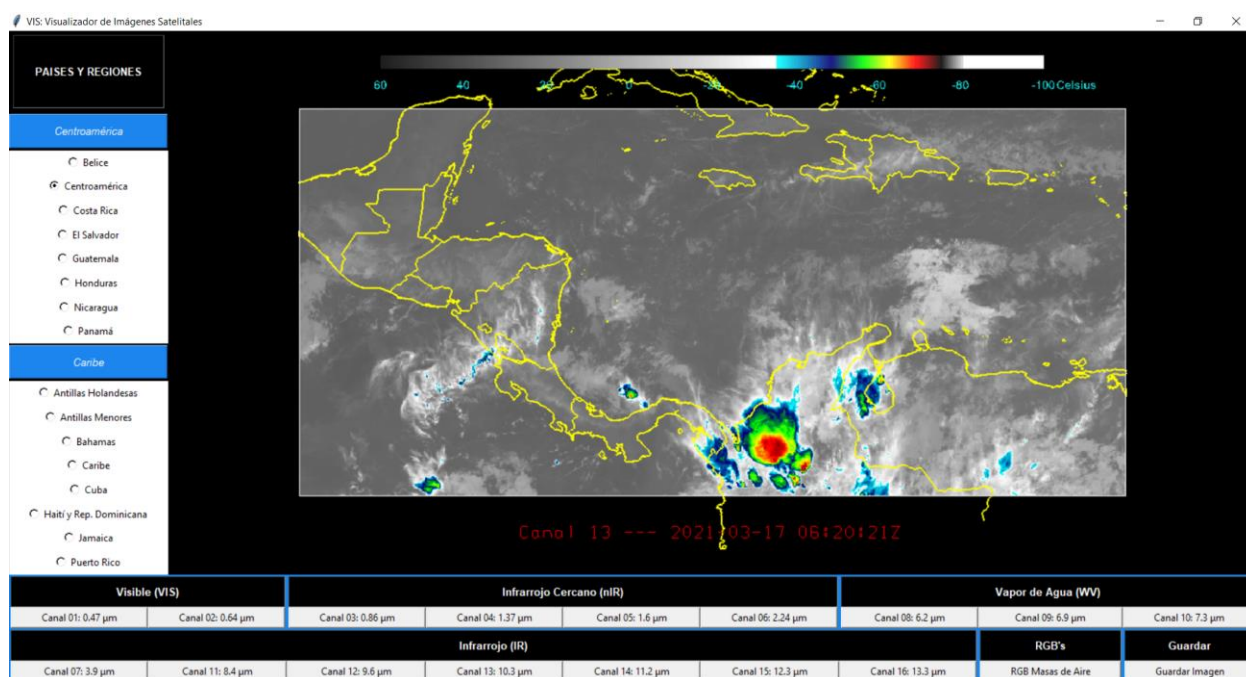 VIS: Visualizador de Imágenes Satelitales
PAISES Y REGIONES
Centroamérica
Belice
Centroamérica
Costa Rica
El Salvador
Guatemala
Honduras
Nicaragua
Panamá
Caribe
Antillas Holandesas
Antillas Menores
Bahamas
Caribe
Cuba
Haití y Rep. Dominicana
Jamaica
Puerto Rico
60 40 20 0 -20 -40 -60 -80 -100 Celsius
Canal 13 --- 2021-03-17 06:20:21Z
Visible (VIS) Infrarrojo Cercano (nIR) Vapor de Agua (WV)
Canal 01: 0.47 µm Canal 02: 0.64 µm Canal 03: 0.86 µm Canal 04: 1.37 µm Canal 05: 1.6 µm Canal 06: 2.24 µm Canal 08: 6.2 µm Canal 09: 6.9 µm Canal 10: 7.3 µm
Infrarrojo (IR) RGB's Guardar
Canal 07: 3.9 µm Canal 11: 8.4 µm Canal 12: 9.6 µm Canal 13: 10.3 µm Canal 14: 11.2 µm Canal 15: 12.3 µm Canal 16: 13.3 µm RGB Masas de Aire Guardar Imagen